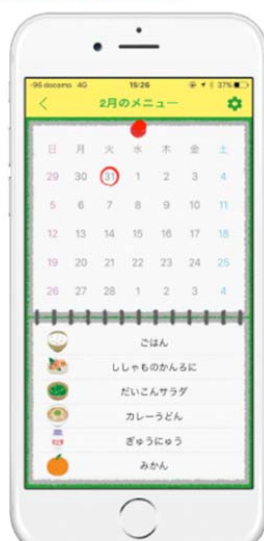 -96 docomo 4G 15:26 37%
2月のメニュー
日 月 火 水 木 金 土
29 30 31 1 2 3 4
5 6 7 8 9 10 11
12 13 14 15 16 17 18
19 20 21 22 23 24 25
26 27 28 1 2 3 4
ごはん
ししゃものかんろに
だいこんサラダ
カレーうどん
ぎゅうにゅう
みかん